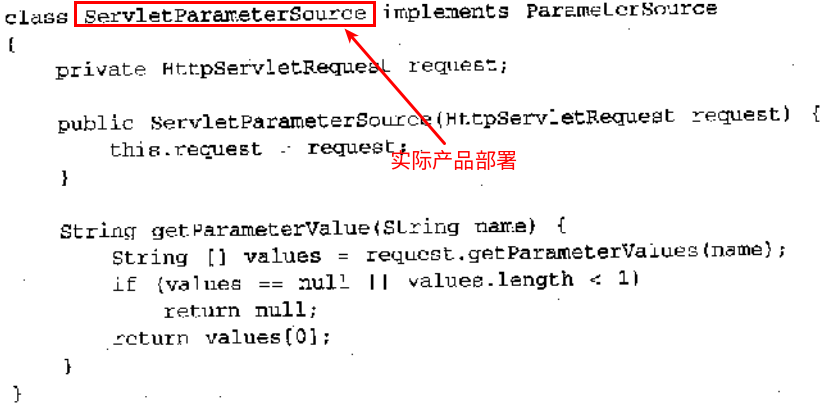 class ServletParameterSource implements ParameterSource
{
private HttpServletRequest request;
public ServletParameterSource(HttpServletRequest request) {
this.request = request;
实际产品部署
}
String getParameterValue(String name) {
String [] values = request.getParameterValues(name);
if (values == null || values.length < 1)
return null;
return values[0];
}
}